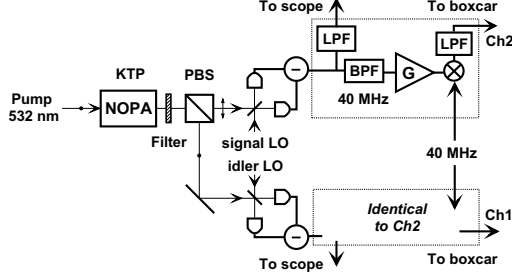 To scope
To boxcar
LPF
LPF
Ch2
KTP
PBS
−
BPF
G
Pump
532 nm
NOPA
40 MHz
Filter
signal LO
idler LO
40 MHz
Identical
to Ch2
Ch1
−
To scope
To boxcar